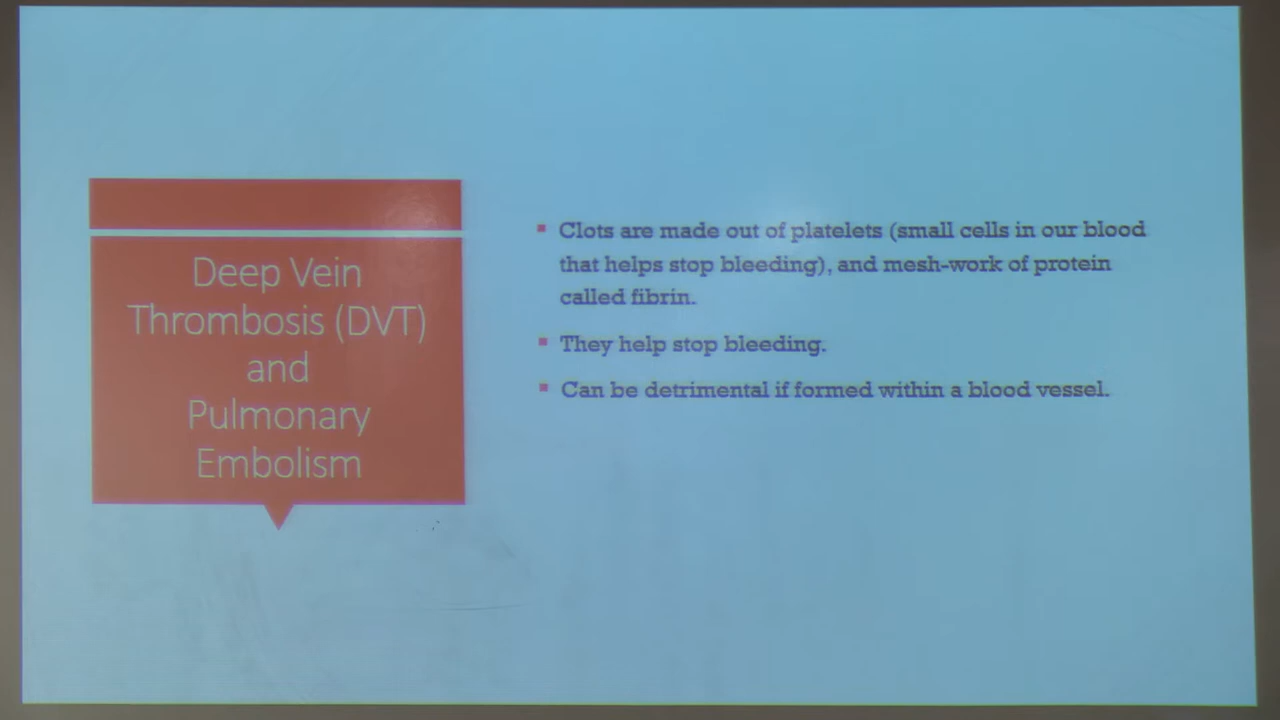 Deep Vein
Thrombosis (DVT)
and
Pulmonary
Embolism
Clots are made out of platelets (small cells in our blood
that helps stop bleeding), and mesh-work of protein
called fibrin.
They help stop bleeding.
Can be detrimental if formed within a blood vessel.